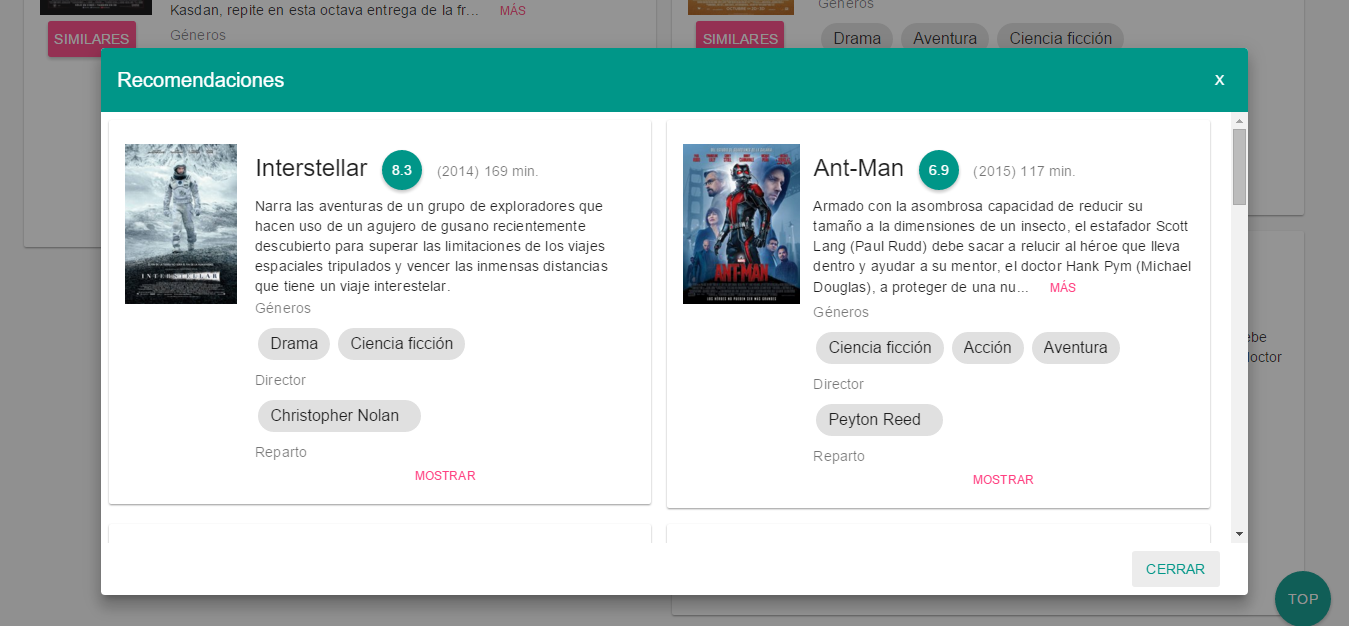 Kasdan, repite en esta octava entrega de la fr... MÁS
SIMILARES
Géneros
Géneros
SIMILARES
Drama Aventura Ciencia ficción
Recomendaciones
X
Interstellar 8.3 (2014) 169 min.
Narra las aventuras de un grupo de exploradores que
hacen uso de un agujero de gusano recientemente
descubierto para superar las limitaciones de los viajes
espaciales tripulados y vencer las inmensas distancias
que tiene un viaje interestelar.
Géneros
Drama Ciencia ficción
Director
Christopher Nolan
Reparto
MOSTRAR
INTERSTELLAR
Ant-Man 6.9 (2015) 117 min.
Armado con la asombrosa capacidad de reducir su
tamaño a la dimensiones de un insecto, el estafador Scott
Lang (Paul Rudd) debe sacar a relucir al héroe que lleva
dentro y ayudar a su mentor, el doctor Hank Pym (Michael
Douglas), a proteger de una nu... MÁS
Géneros
Ciencia ficción Acción Aventura
Director
Peyton Reed
Reparto
MOSTRAR
ANT-MAN
CERRAR
TOP